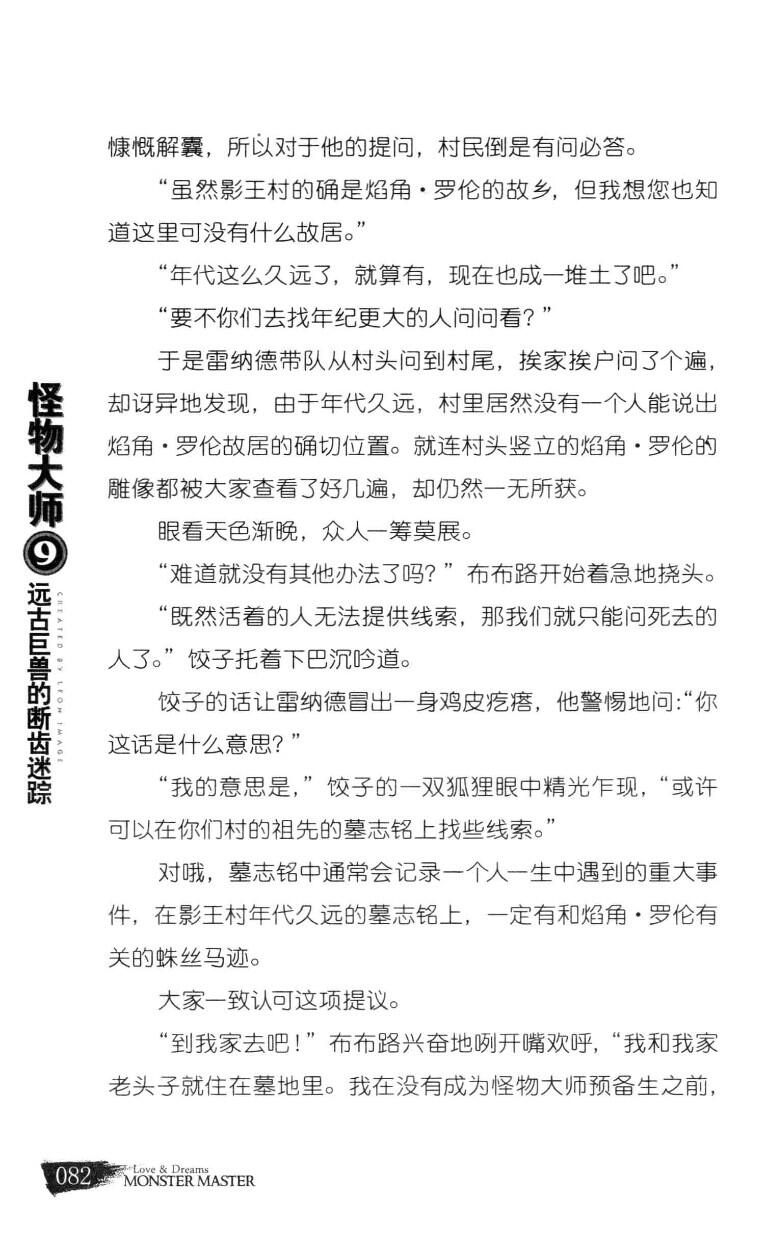 慷慨解囊，所以对于他的提问，村民倒是有问必答。
“虽然影王村的确是焰角·罗伦的故乡，但我想您也知
道这里可没有什么故居。”
“年代这么久远了，就算有，现在也成一堆土了吧。”
“要不你们去找年纪更大的人问问看？”
于是雷纳德带队从村头问到村尾，挨家挨户问了个遍，
却讶异地发现，由于年代久远，村里居然没有一个人能说出
焰角·罗伦故居的确切位置。就连村头竖立的焰角·罗伦的
雕像都被大家查看了好几遍，却仍然一无所获。
眼看天色渐晚，众人一筹莫展。
“难道就没有其他办法了吗？”布布路开始着急地挠头。
“既然活着的人无法提供线索，那我们就只能问死去的
人了。”饺子托着下巴沉吟道。
饺子的话让雷纳德冒出一身鸡皮疙瘩，他警惕地问：“你
这话是什么意思？”
“我的意思是，”饺子的一双狐狸眼中精光乍现，“或许
可以在你们村的祖先的墓志铭上找些线索。”
对哦，墓志铭中通常会记录一个人一生中遇到的重大事
件，在影王村年代久远的墓志铭上，一定有和焰角·罗伦有
关的蛛丝马迹。
大家一致认可这项提议。
“到我家去吧！”布布路兴奋地咧开嘴欢呼，“我和我家
老头子就住在墓地里。我在没有成为怪物大师预备生之前，
怪物大师9
远古巨兽的断齿迷踪
CREATED BY LEON IMAGE
082
Love & Dreams
MONSTER MASTER